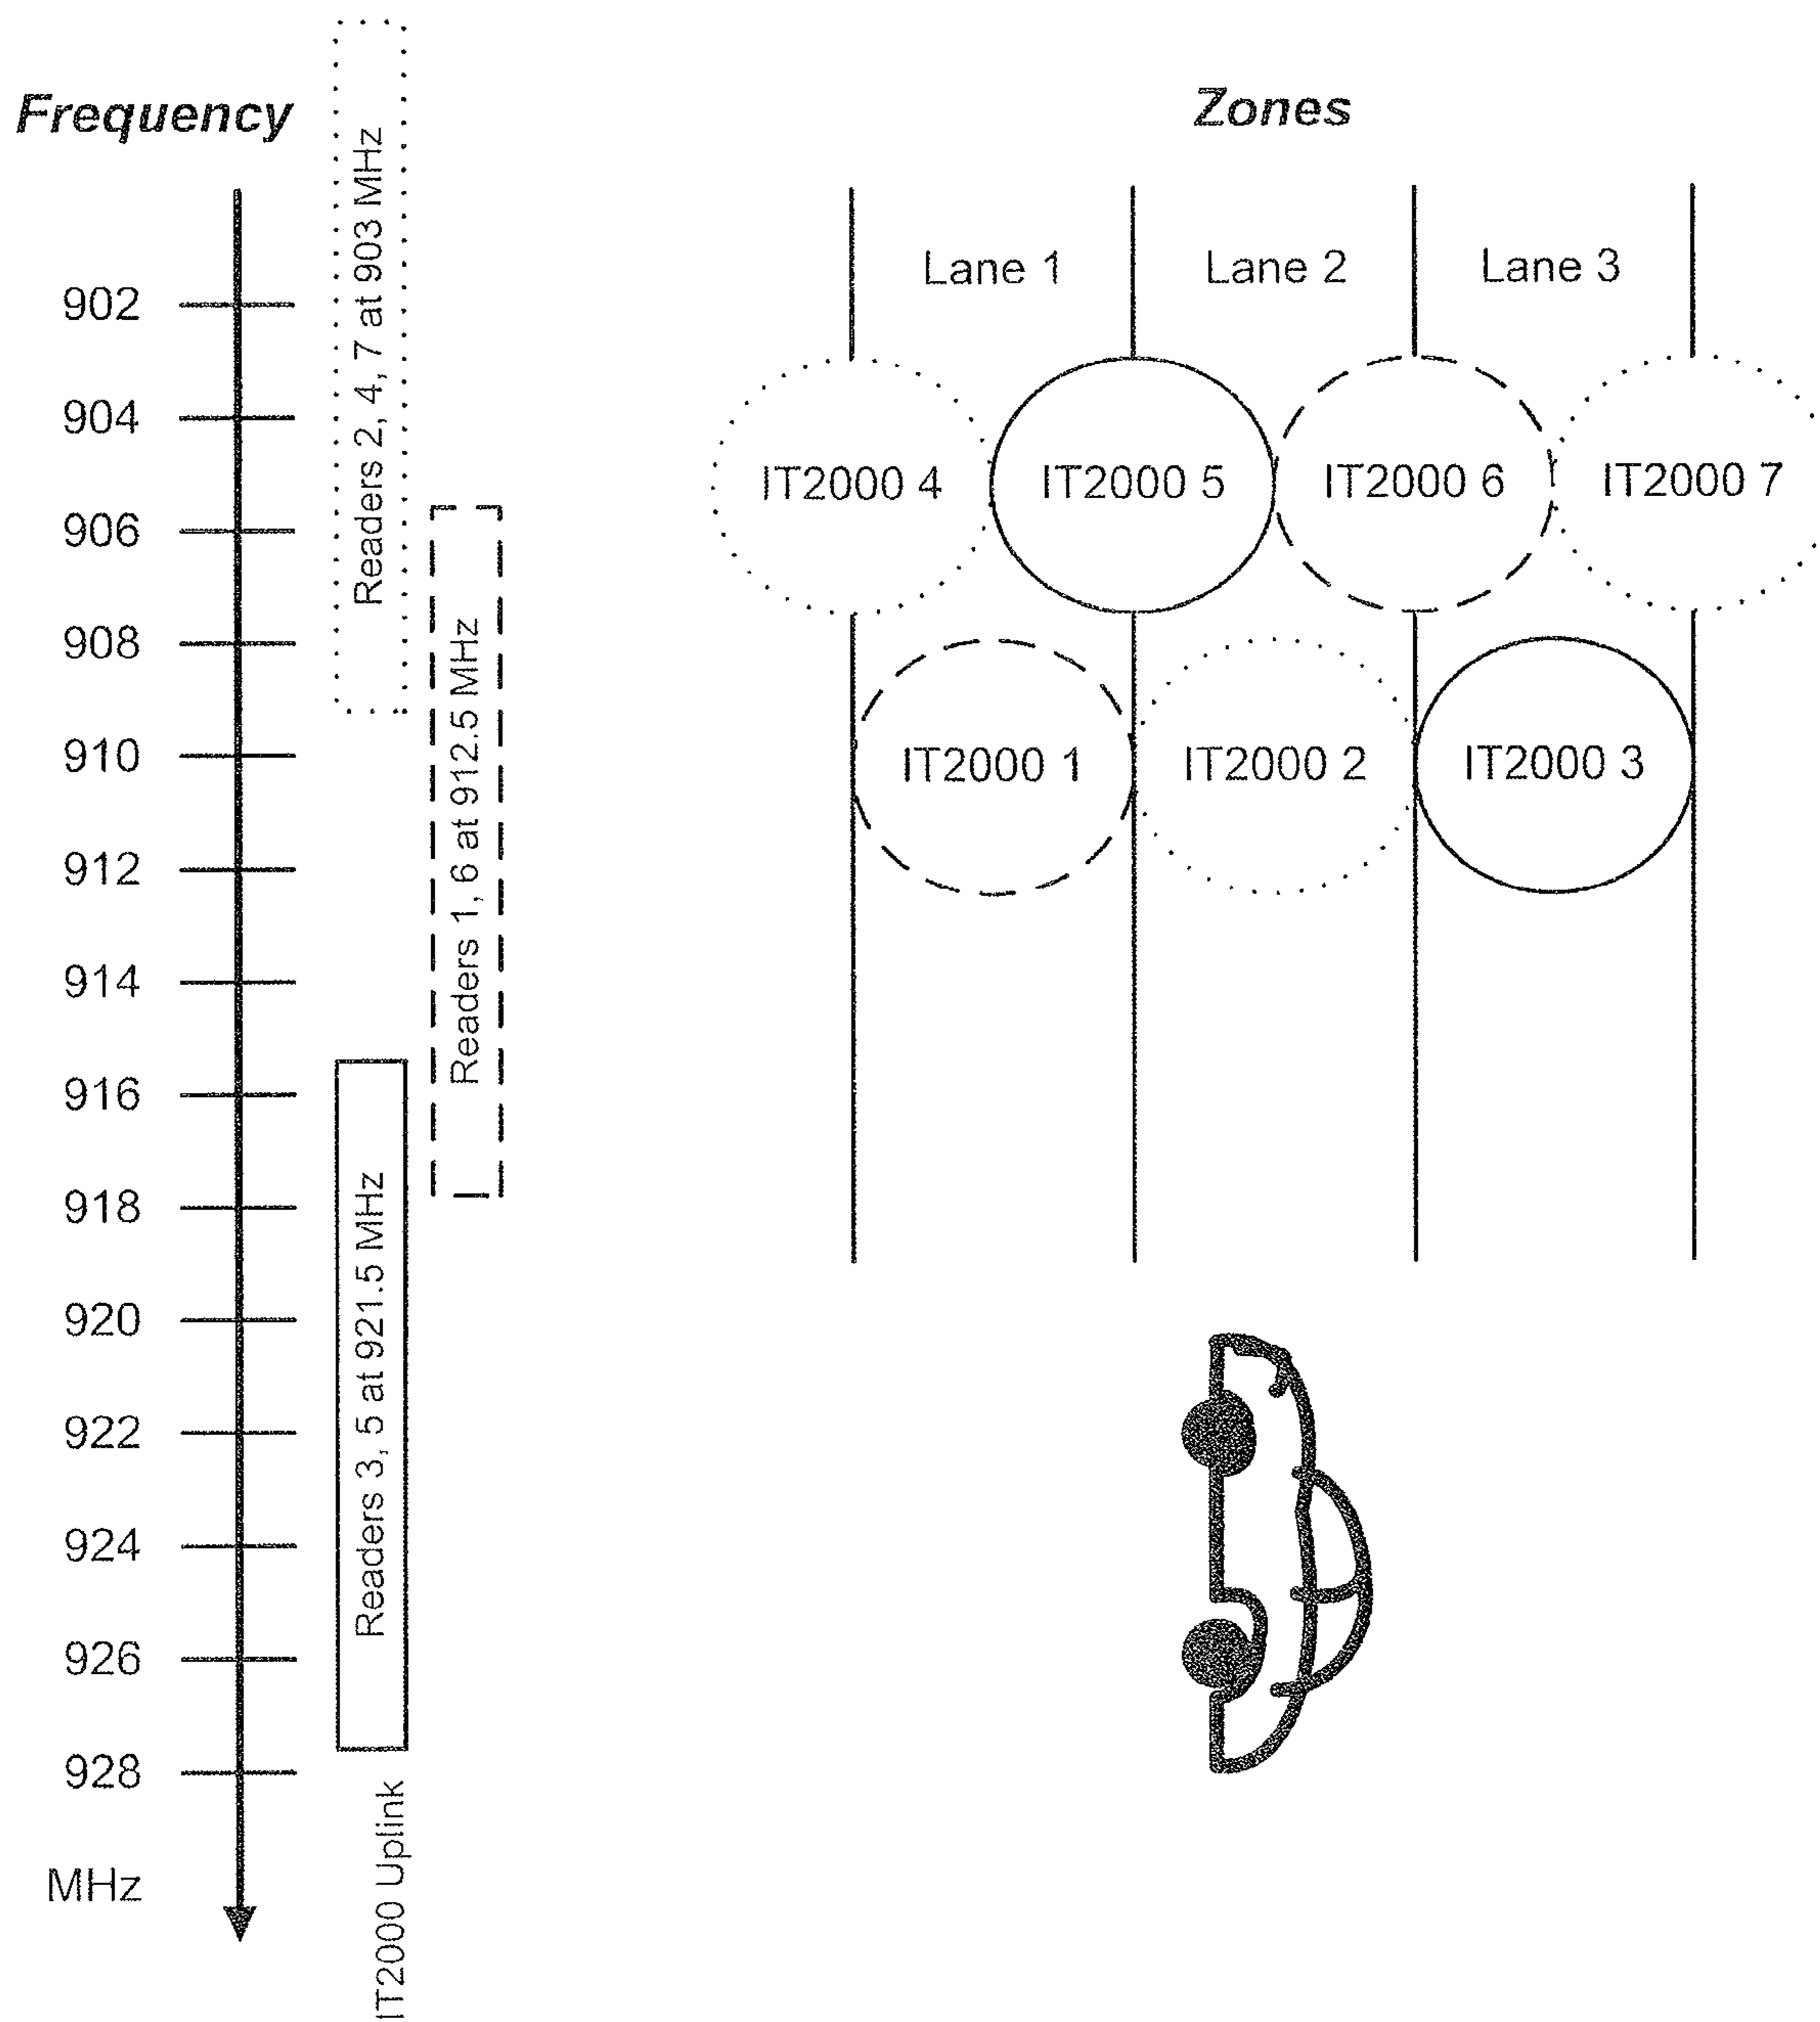 Frequency
902
904
906
908
910
912
914
916
918
920
922
924
926
928
MHz
Readers 2, 4, 7 at 903 MHz
Readers 1, 6 at 912.5 MHz
Readers 3, 5 at 921.5 MHz
IT2000 Uplink
Zones
Lane 1
Lane 2
Lane 3
IT2000 4
IT2000 5
IT2000 6
IT2000 7
IT2000 1
IT2000 2
IT2000 3